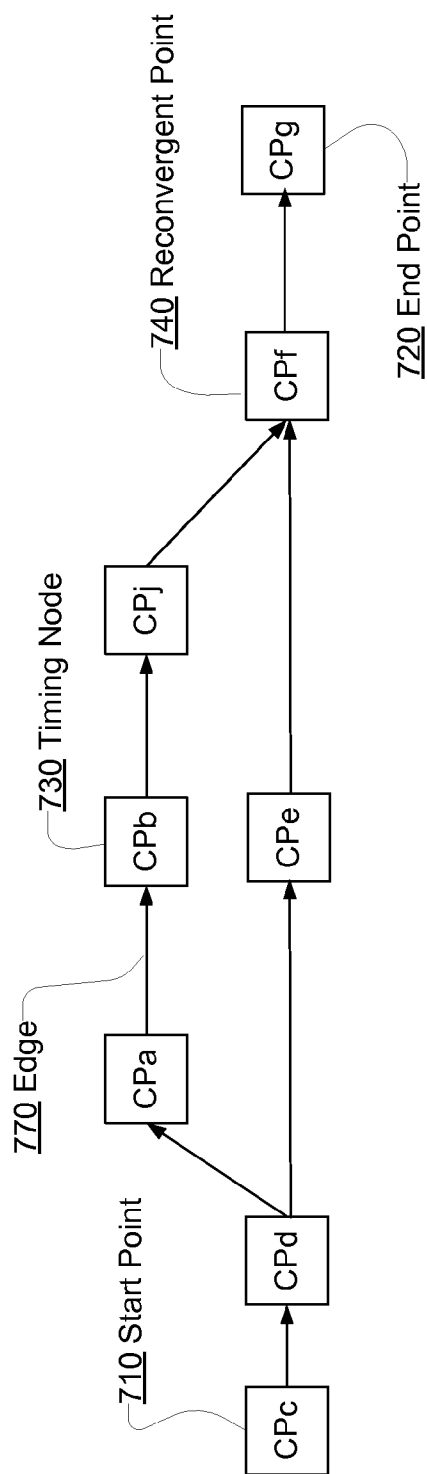 710 Start Point
770 Edge
730 Timing Node
740 Reconvergent Point
CPa
CPb
CPj
CPc
CPd
CPe
CPf
CPg
720 End Point